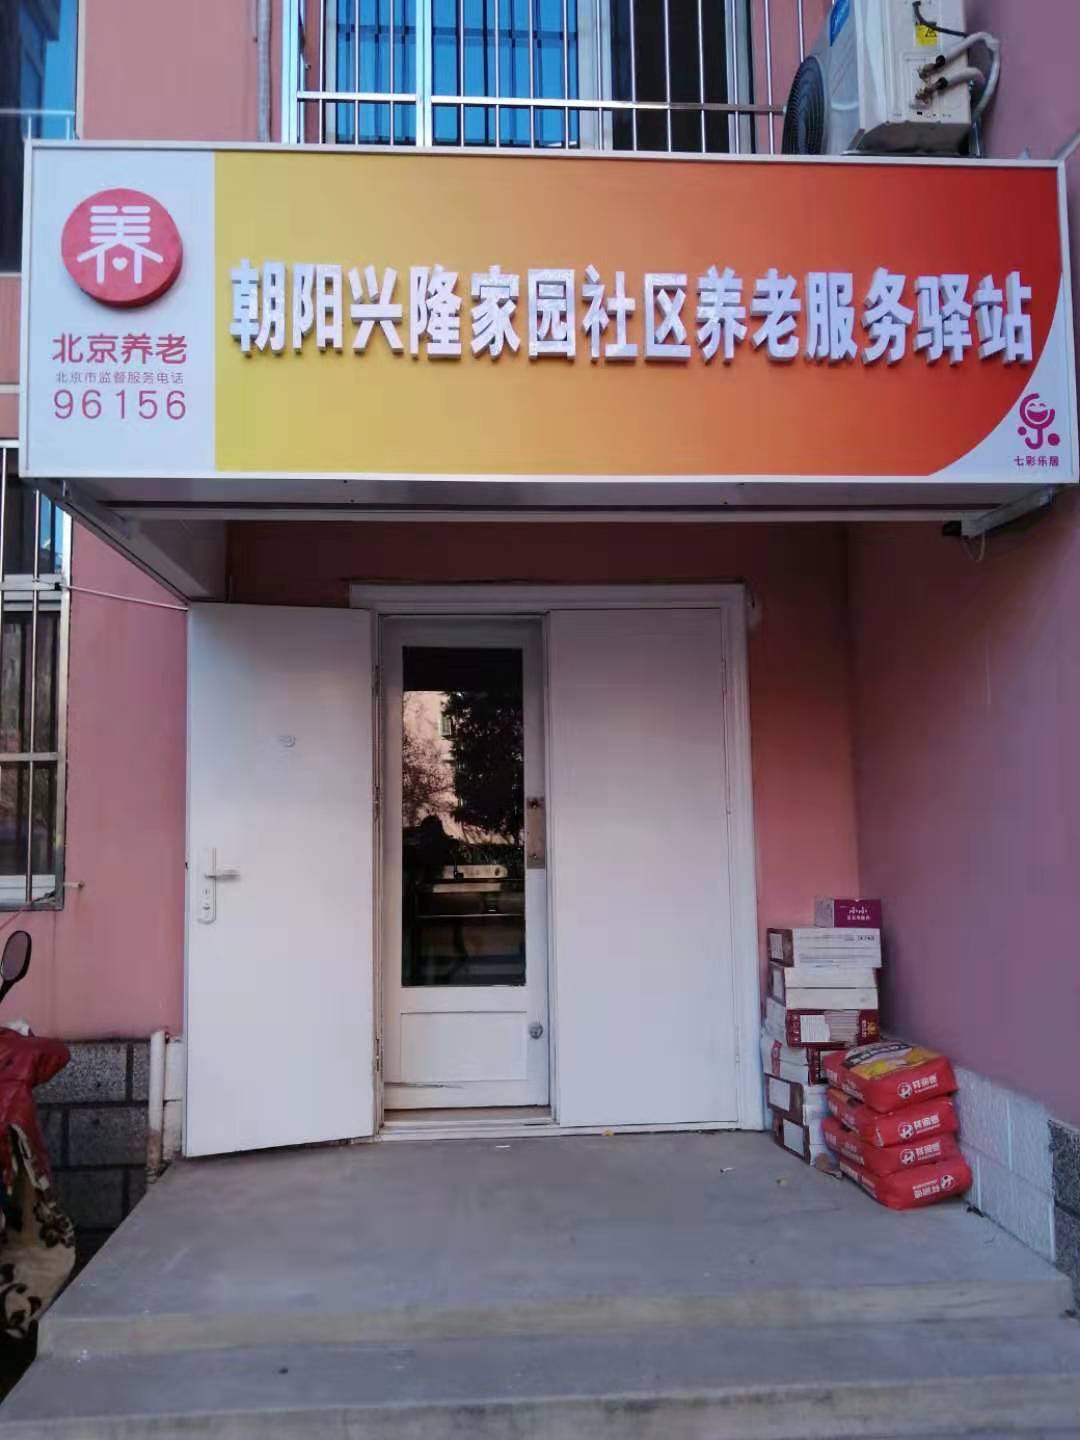 养
北京养老
北京市监督服务电话
96156
朝阳兴隆家园社区养老服务驿站
乐
七彩乐居